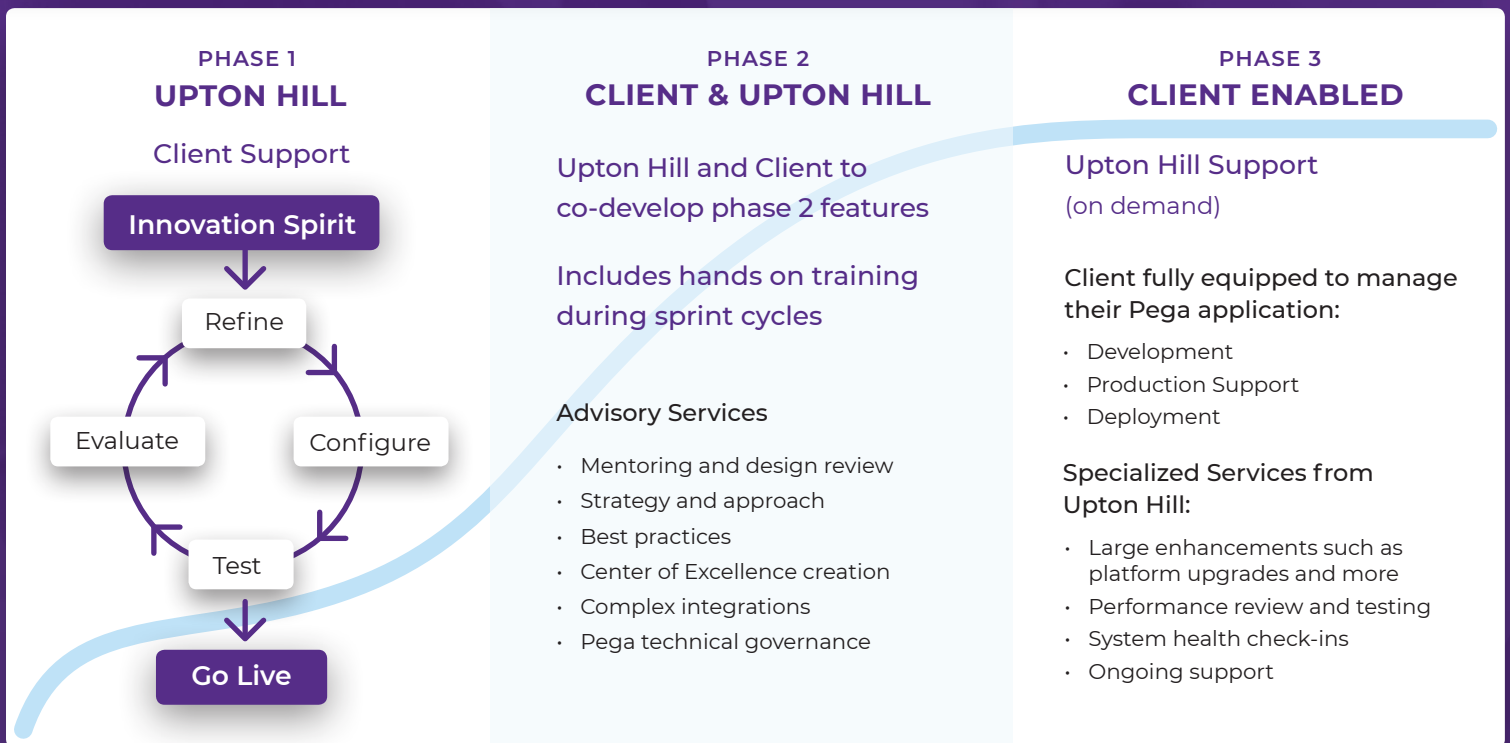 PHASE 1
UPTON HILL
Client Support
Innovation Spirit
Refine
Evaluate
Configure
Test
Go Live
PHASE 2
CLIENT & UPTON HILL
Upton Hill and Client to
co-develop phase 2 features
Includes hands on training
during sprint cycles
Advisory Services
• Mentoring and design review
• Strategy and approach
• Best practices
• Center of Excellence creation
• Complex integrations
• Pega technical governance
PHASE 3
CLIENT ENABLED
Upton Hill Support
(on demand)
Client fully equipped to manage
their Pega application:
• Development
• Production Support
• Deployment
Specialized Services from
Upton Hill:
• Large enhancements such as
platform upgrades and more
• Performance review and testing
• System health check-ins
• Ongoing support